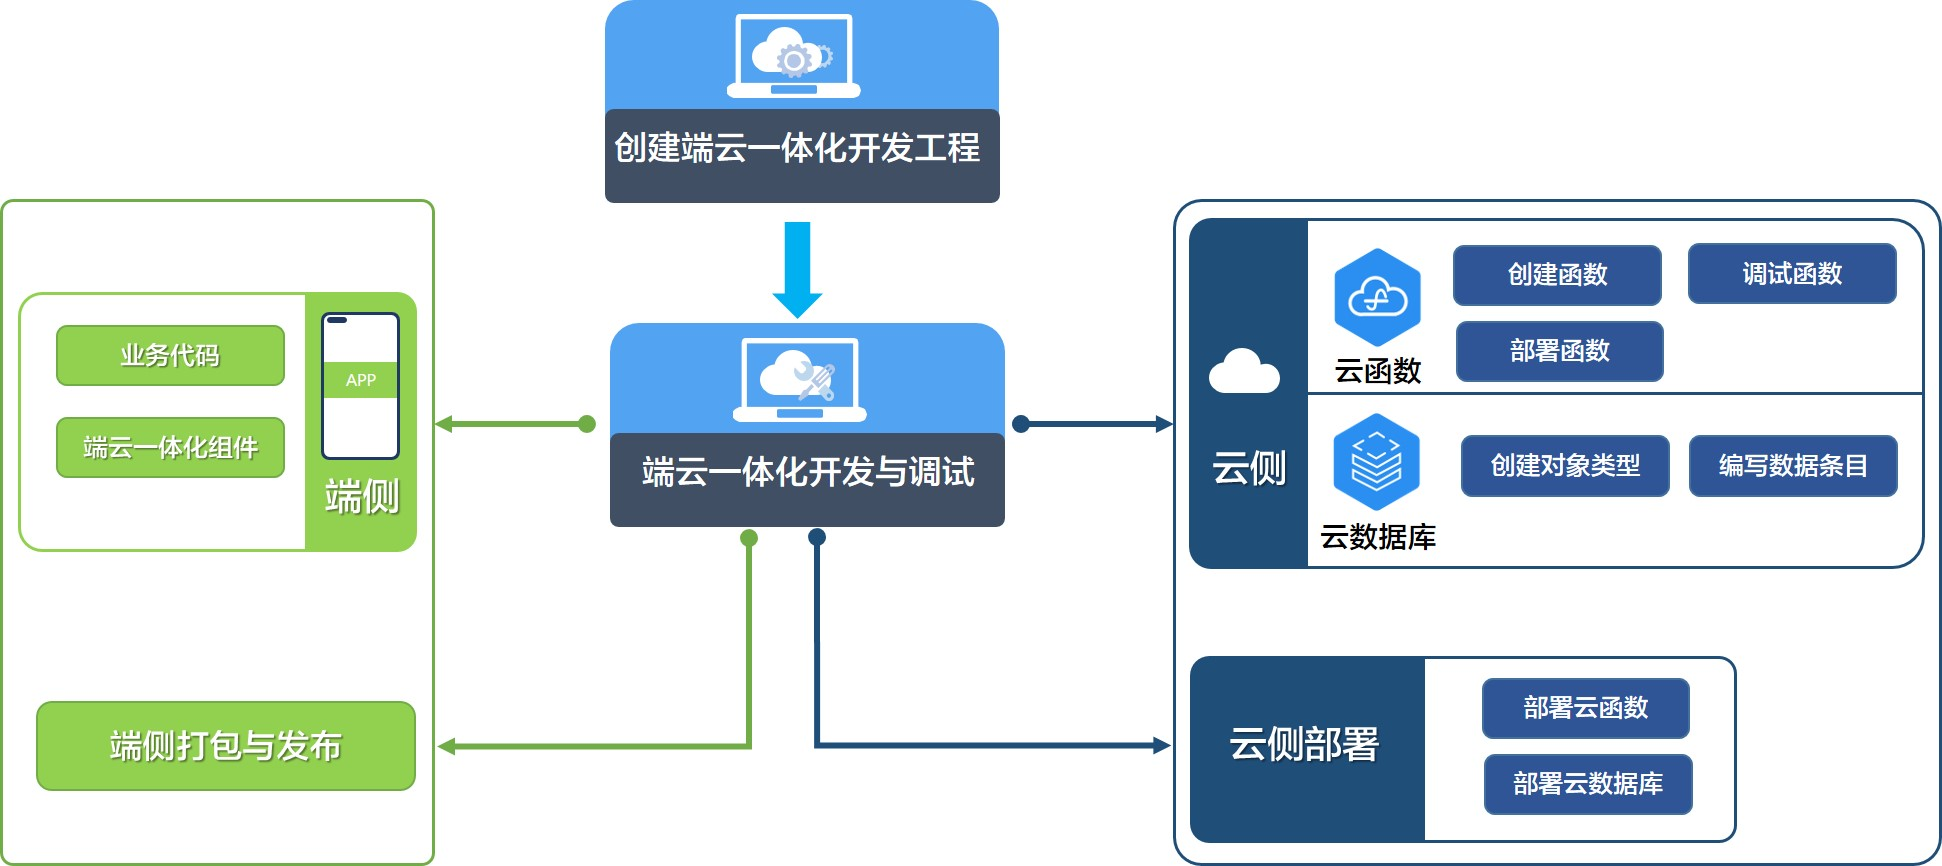 创建端云一体化开发工程
端云一体化开发与调试
业务代码
端云一体化组件
APP
端侧
端侧打包与发布
云侧
云函数
创建函数
调试函数
部署函数
云数据库
创建对象类型
编写数据条目
云侧部署
部署云函数
部署云数据库